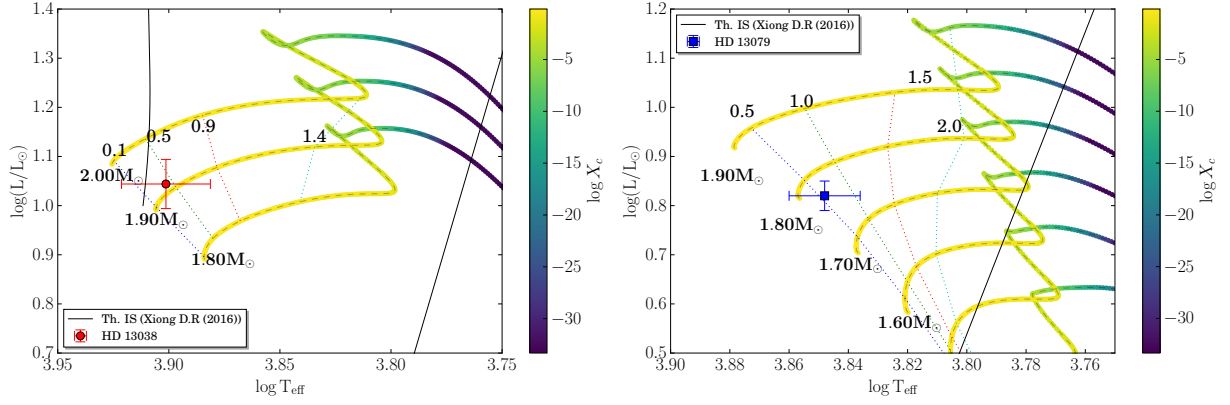 1.4
1.3
1.2
1.1
1.0
0.9
0.8
0.7
log(L/L⊙)
0.1
0.5
0.9
1.4
2.00M⊙
1.90M⊙
1.80M⊙
Th. IS (Xiong D.R (2016))
HD 13038
3.95
3.90
3.85
3.80
3.75
log T_eff
−5
−10
−15
−20
−25
−30
log X_c
1.2
1.1
1.0
0.9
0.8
0.7
0.6
0.5
log(L/L⊙)
Th. IS (Xiong D.R (2016))
HD 13079
0.5
1.0
1.5
2.0
1.90M⊙
1.80M⊙
1.70M⊙
1.60M⊙
3.90
3.88
3.86
3.84
3.82
3.80
3.78
3.76
log T_eff
−5
−10
−15
−20
−25
−30
log X_c